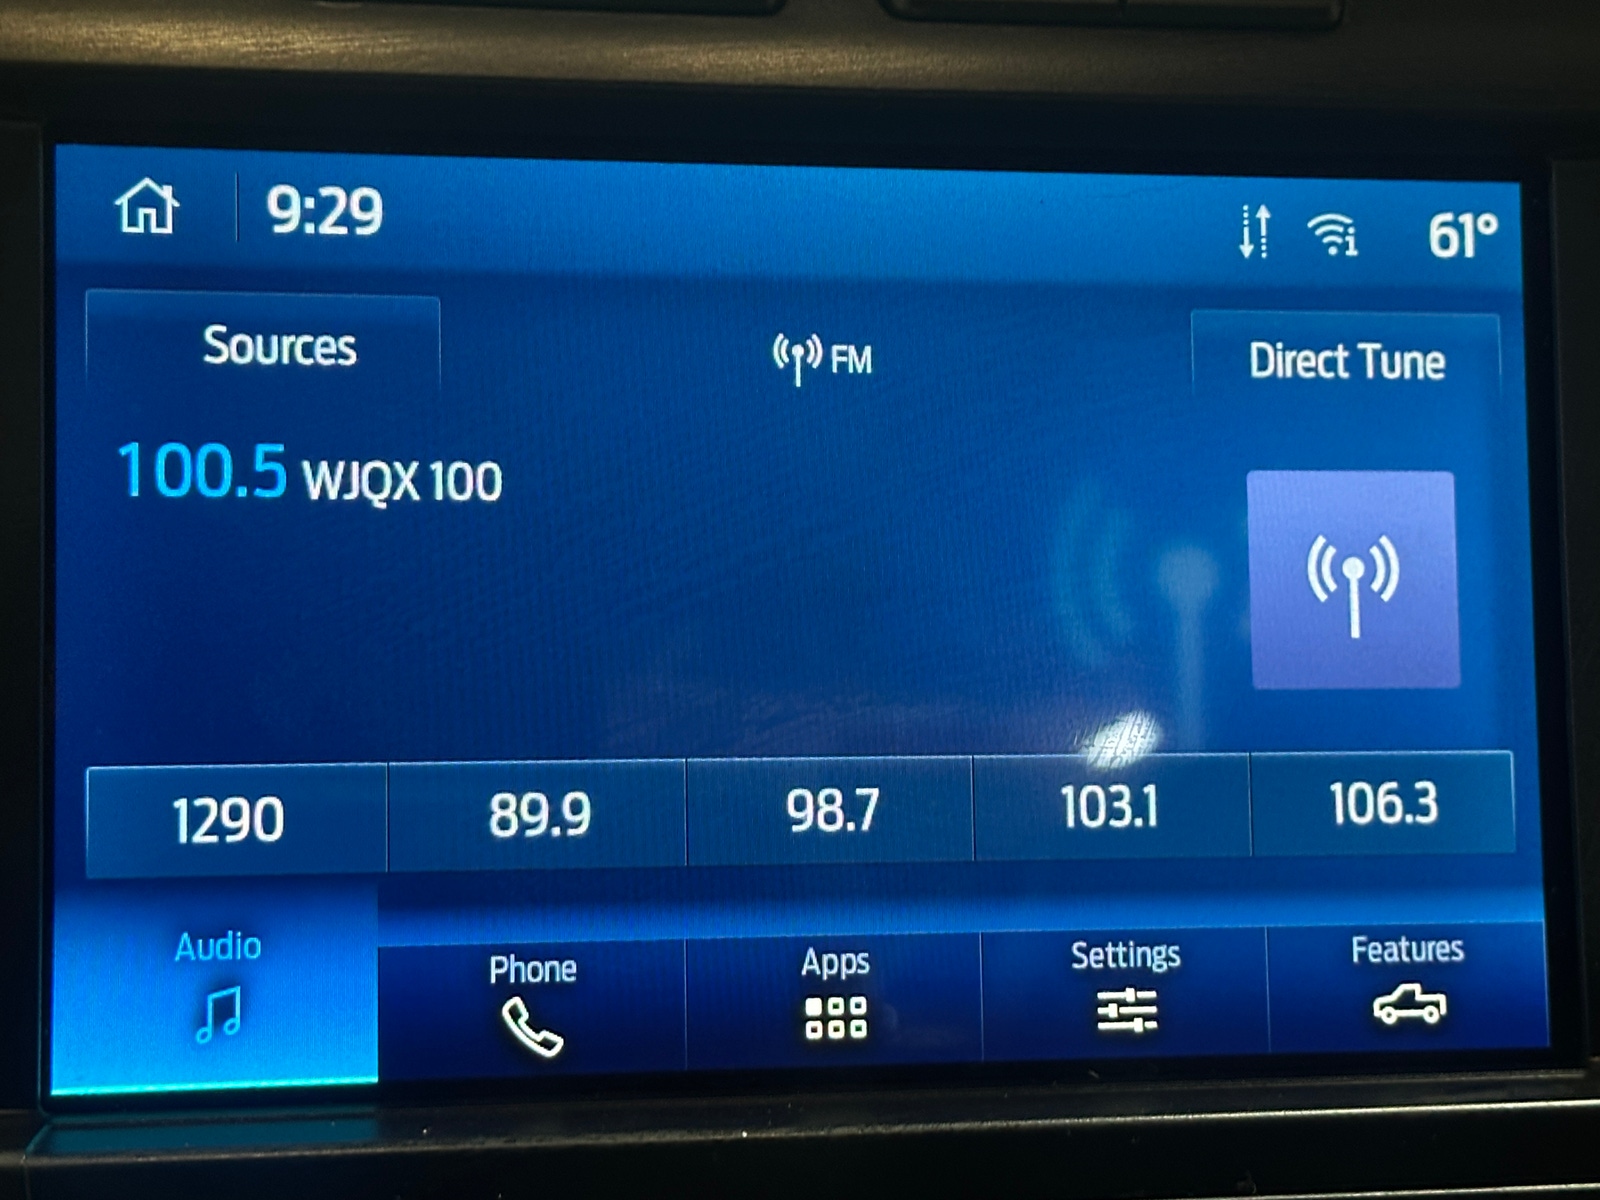 9:29 61°
Sources FM Direct Tune
100.5 WJQX 100
1290 89.9 98.7 103.1 106.3
Audio Phone Apps Settings Features